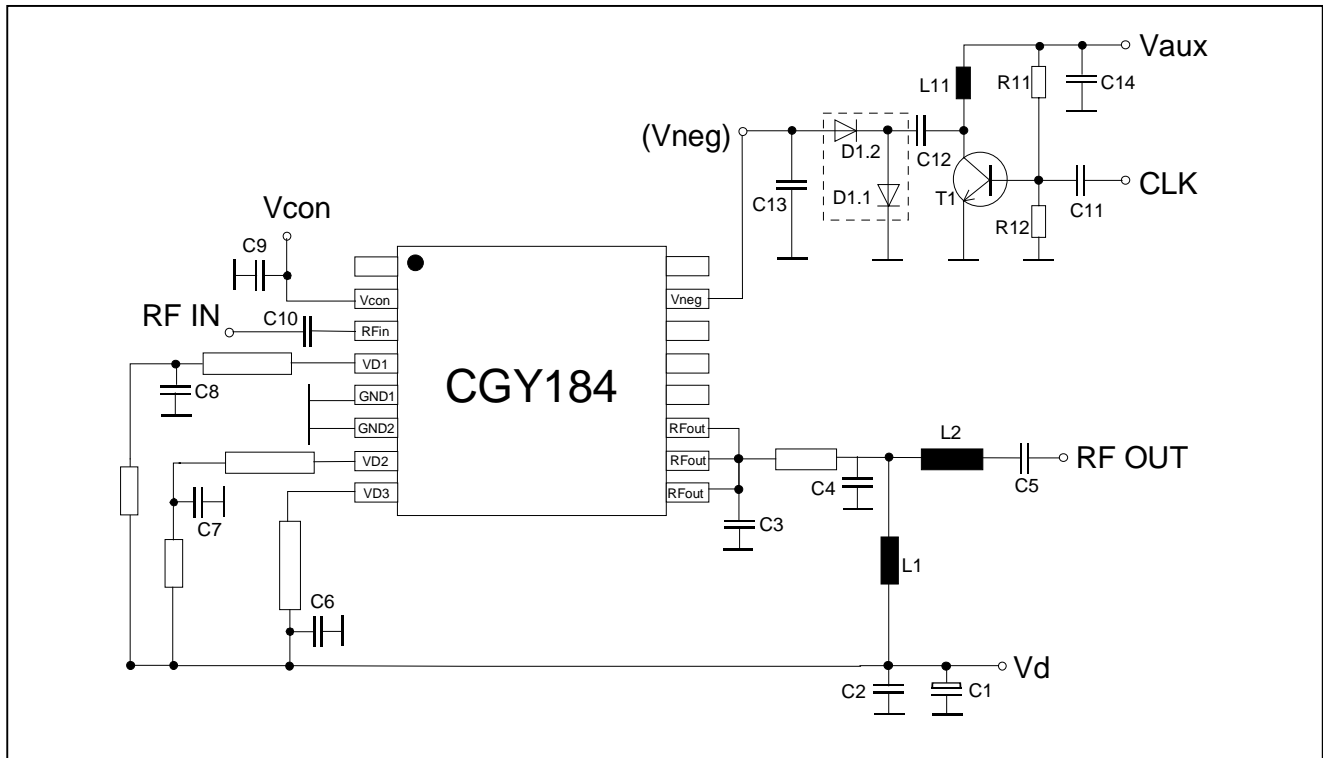 Vaux
L11
R11
C14
(Vneg)
D1.2
C12
C13
D1.1
T1
C11
CLK
R12
Vcon
C9
Vcon
Vneg
RF IN
C10
RFin
VD1
C8
GND1
CGY184
GND2
RFout
L2
VD2
RFout
RF OUT
C4
C5
VD3
RFout
C7
C3
L1
C6
Vd
C2
C1